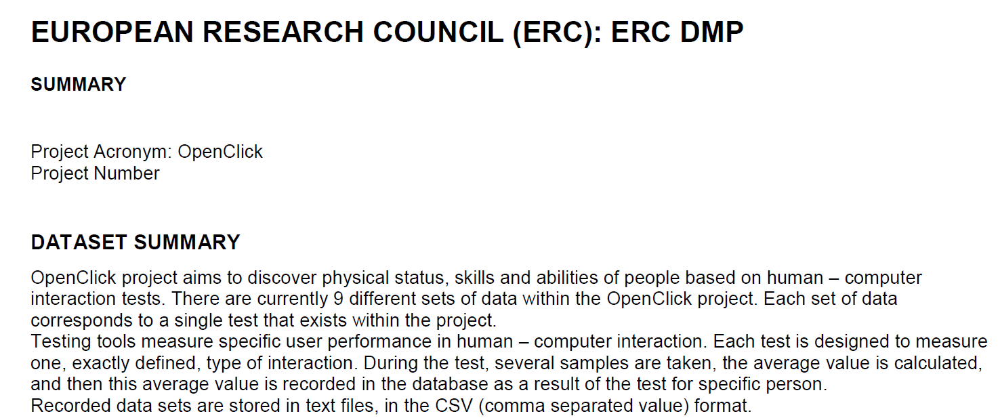 EUROPEAN RESEARCH COUNCIL (ERC): ERC DMP
SUMMARY
Project Acronym: OpenClick
Project Number
DATASET SUMMARY
OpenClick project aims to discover physical status, skills and abilities of people based on human – computer
interaction tests. There are currently 9 different sets of data within the OpenClick project. Each set of data
corresponds to a single test that exists within the project.
Testing tools measure specific user performance in human – computer interaction. Each test is designed to measure
one, exactly defined, type of interaction. During the test, several samples are taken, the average value is calculated,
and then this average value is recorded in the database as a result of the test for specific person.
Recorded data sets are stored in text files, in the CSV (comma separated value) format.